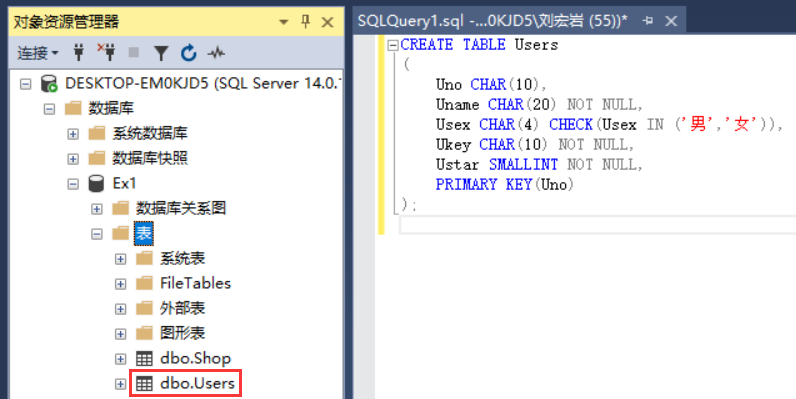 对象资源管理器
连接
DESKTOP-EM0KJD5 (SQL Server 14.0.
数据库
系统数据库
数据库快照
Ex1
数据库关系图
表
系统表
FileTables
外部表
图形表
dbo.Shop
dbo.Users
SQLQuery1.sql -...0KJD5\刘宏岩 (55))*
CREATE TABLE Users
(
Uno CHAR(10),
Uname CHAR(20) NOT NULL,
Usex CHAR(4) CHECK(Usex IN ('男','女')),
Ukey CHAR(10) NOT NULL,
Ustar SMALLINT NOT NULL,
PRIMARY KEY(Uno)
);